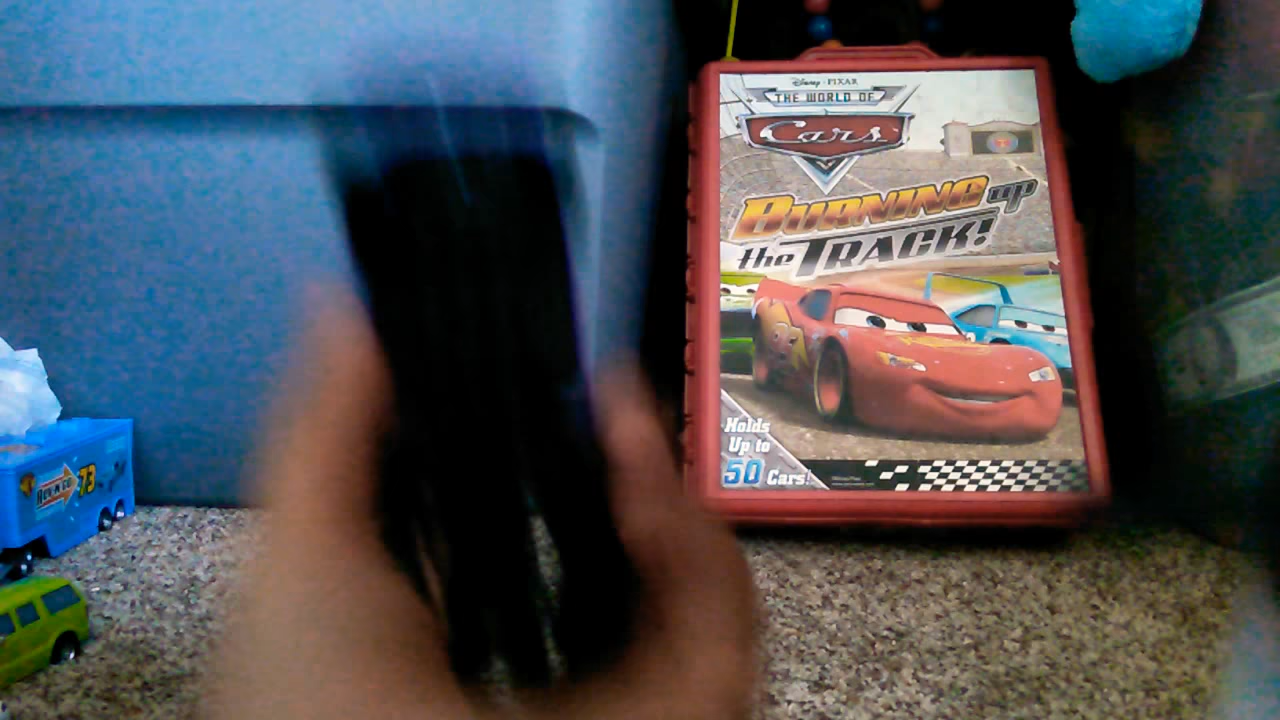 Disney · PIXAR
THE WORLD OF
Cars
BURNING up
the TRACK!
Holds
Up to
50 Cars!
73